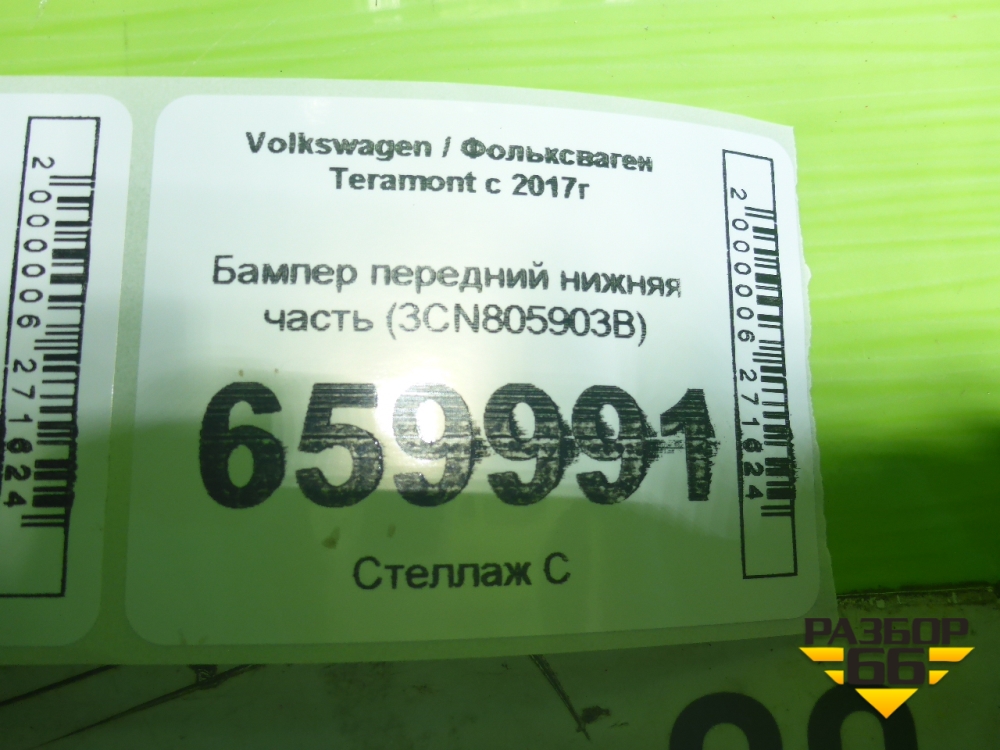 Volkswagen / Фольксваген
Teramont с 2017г
Бампер передний нижняя
часть (3CN805903B)
659991
Стеллаж С
2000006271624
2000006271624
РАЗБОР
66